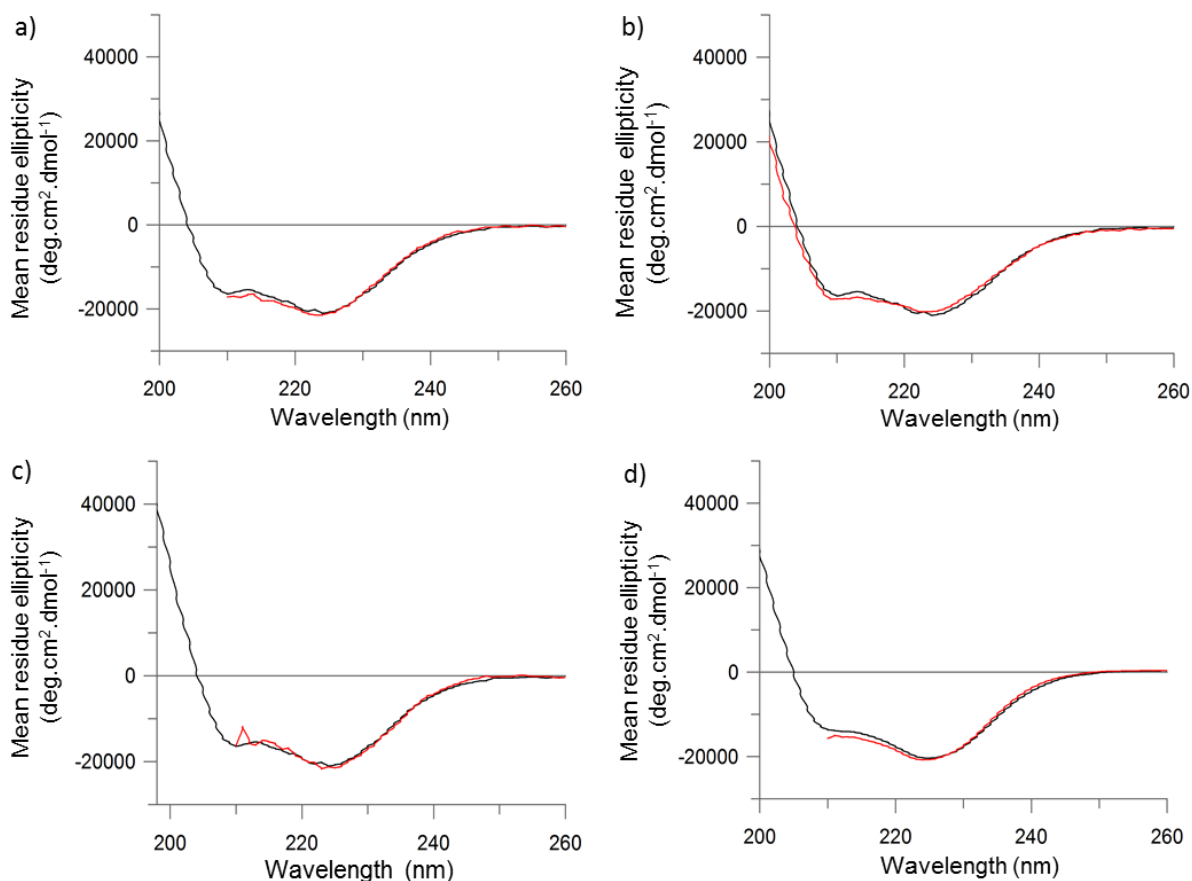 a)
Mean residue ellipticity
(deg.cm².dmol⁻¹)
40000
20000
0
-20000
200
220
240
260
Wavelength (nm)
b)
Mean residue ellipticity
(deg.cm².dmol⁻¹)
40000
20000
0
-20000
200
220
240
260
Wavelength (nm)
c)
Mean residue ellipticity
(deg.cm².dmol⁻¹)
40000
20000
0
-20000
200
220
240
260
Wavelength (nm)
d)
Mean residue ellipticity
(deg.cm².dmol⁻¹)
40000
20000
0
-20000
200
220
240
260
Wavelength (nm)